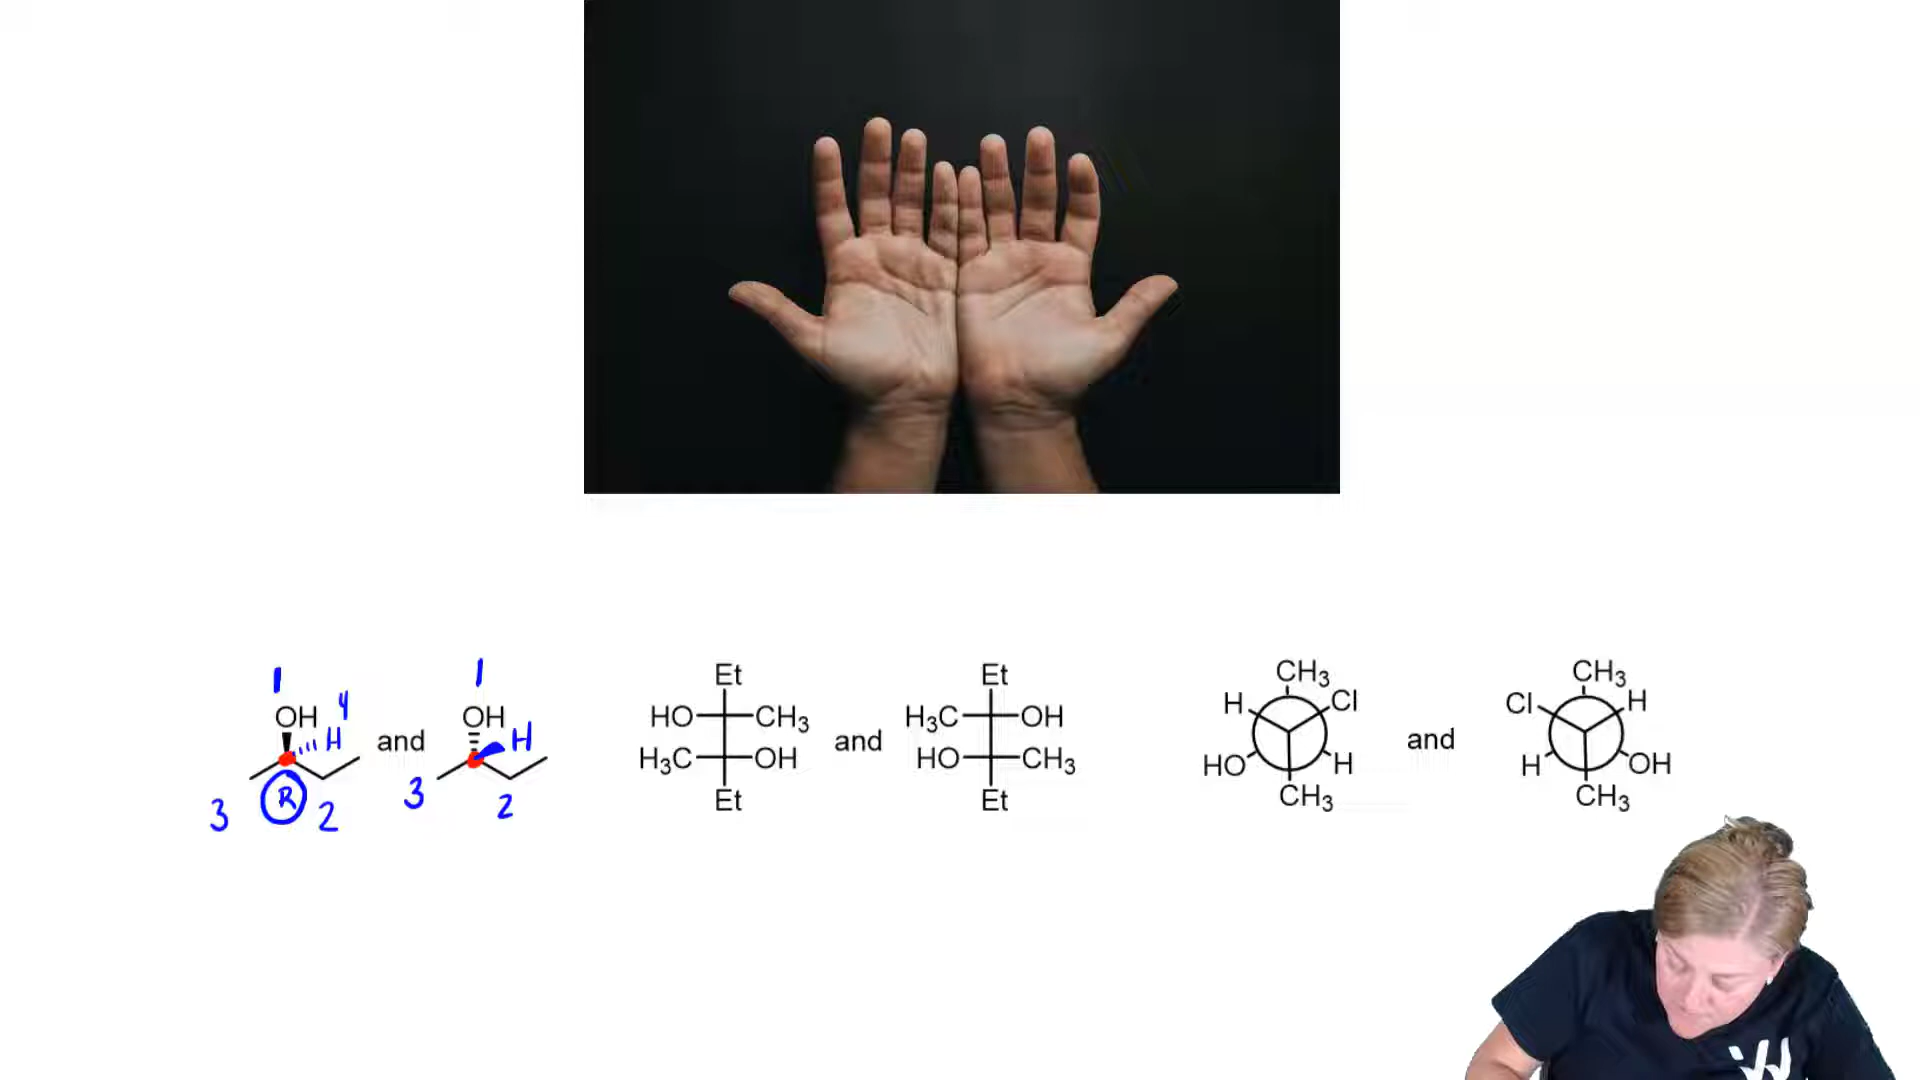 1
OH
4
H
3
R
2
and
1
OH
H
3
2
Et
HO CH3
H3C OH
Et
and
Et
H3C OH
HO CH3
Et
CH3
H Cl
HO H
CH3
and
CH3
Cl H
H OH
CH3